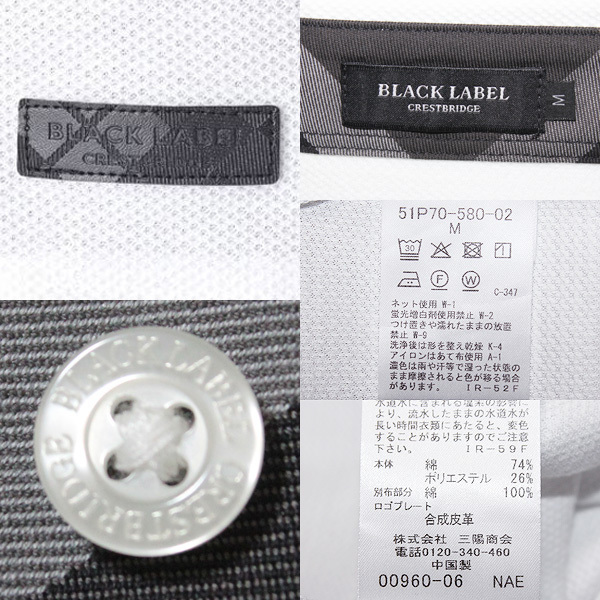 BLACK LABEL
CRESTBRIDGE
BLACK LABEL
CRESTBRIDGE
M
51P70-580-02
M
30
C-347
ネット使用 W-1
蛍光増白剤使用禁止 W-2
つけ置きや濡れたままの放置
禁止 W-9
洗浄後は形を整え乾燥 K-4
アイロンはあて布使用 A-1
濃色は雨や汗等で湿った状態の
まま摩擦されると色が移る場合
があります。 IR-52F
BLACK LABEL
CRESTBRIDGE
水道水に含まれる塩素の影響に
より、流水したままの水道水が
長い時間衣類にあたると、変色
することがありますのでご注意
下さい。 IR-59F
本体 綿 74%
ポリエステル 26%
別布部分 綿 100%
ロゴプレート
合成皮革
株式会社 三陽商会
電話0120-340-460
中国製
00960-06 NAE